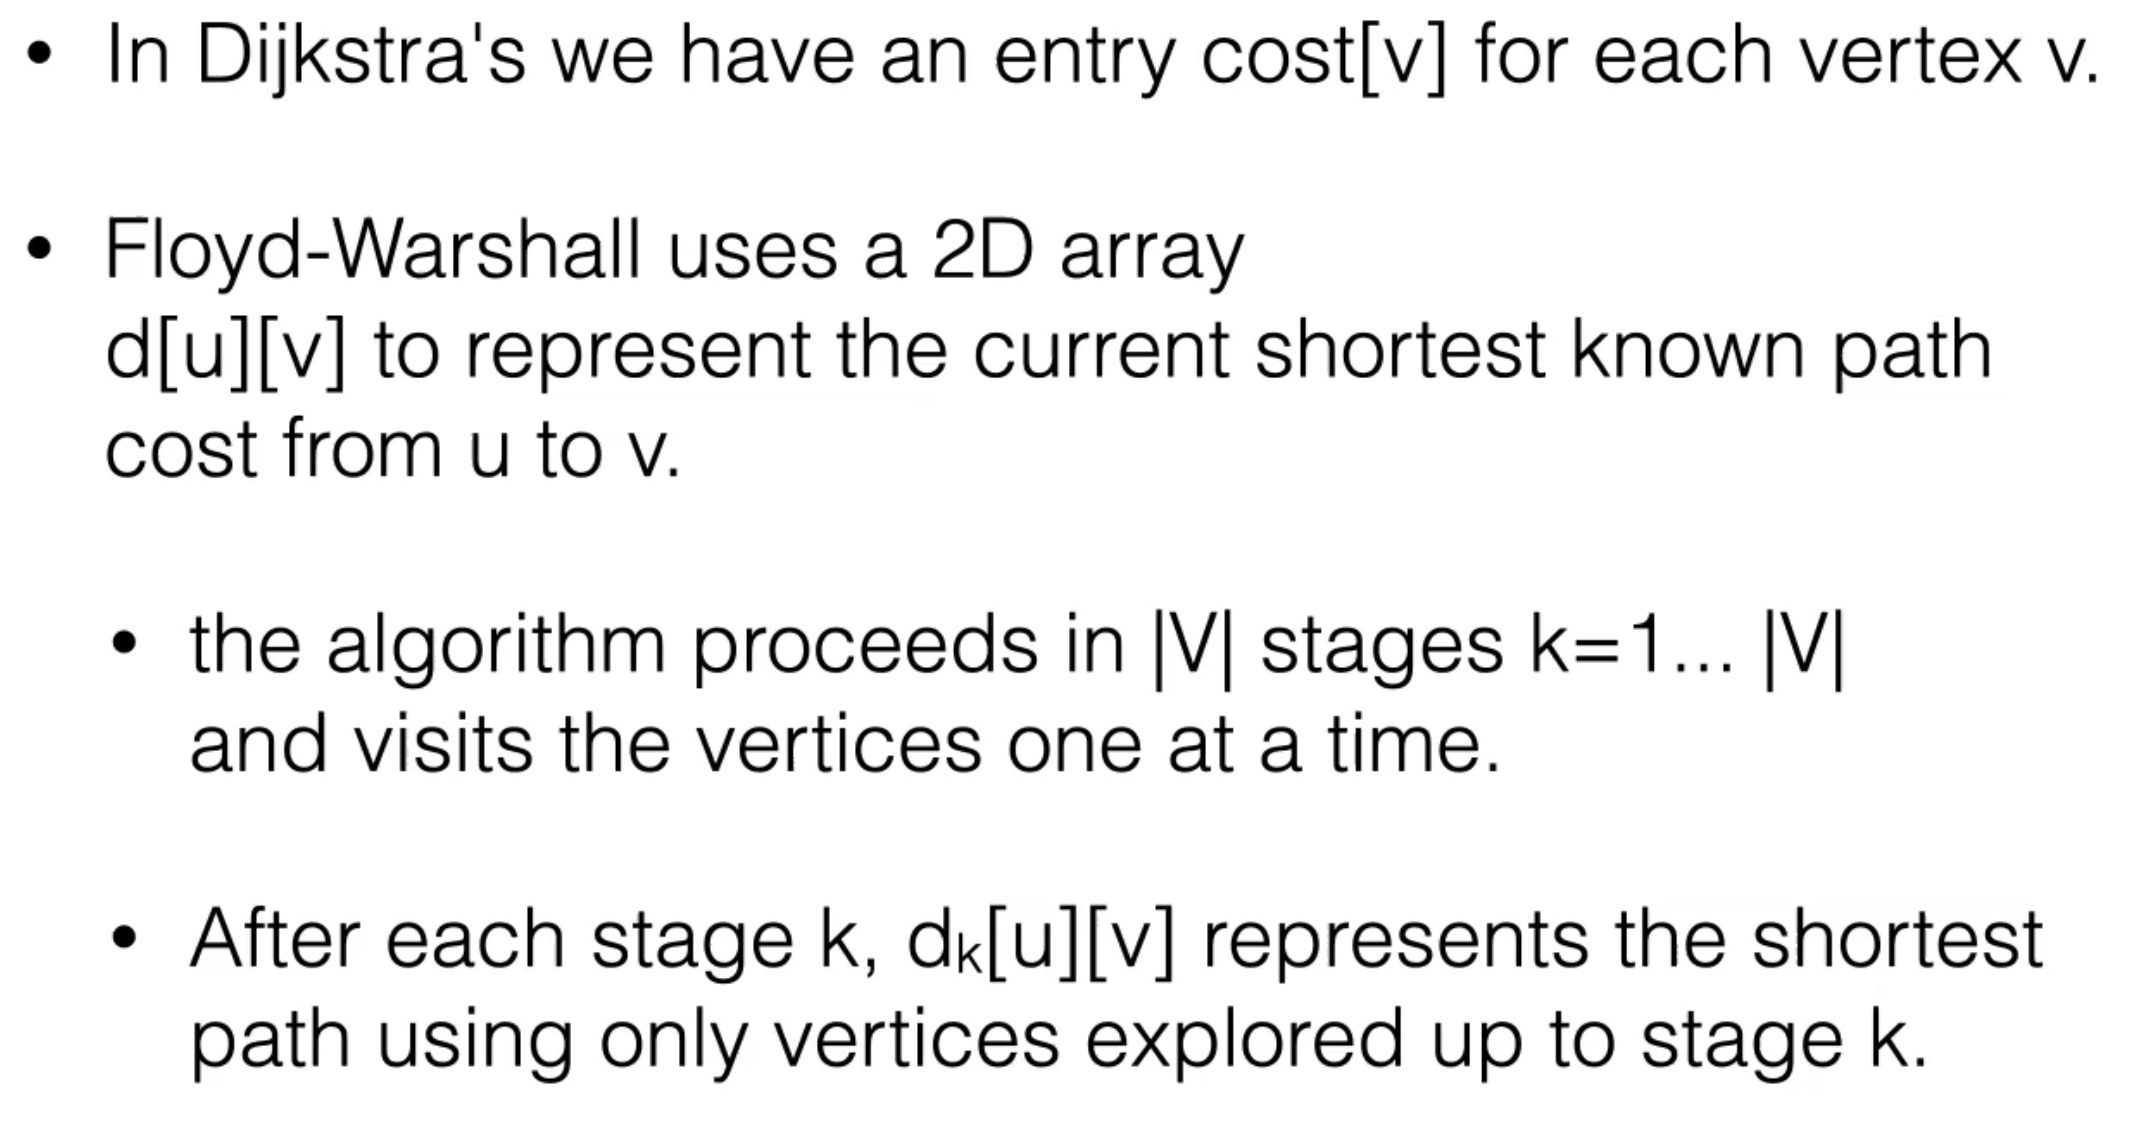 • In Dijkstra's we have an entry cost[v] for each vertex v.
• Floyd-Warshall uses a 2D array
d[u][v] to represent the current shortest known path
cost from u to v.
• the algorithm proceeds in |V| stages k=1... |V|
and visits the vertices one at a time.
• After each stage k, dₖ[u][v] represents the shortest
path using only vertices explored up to stage k.